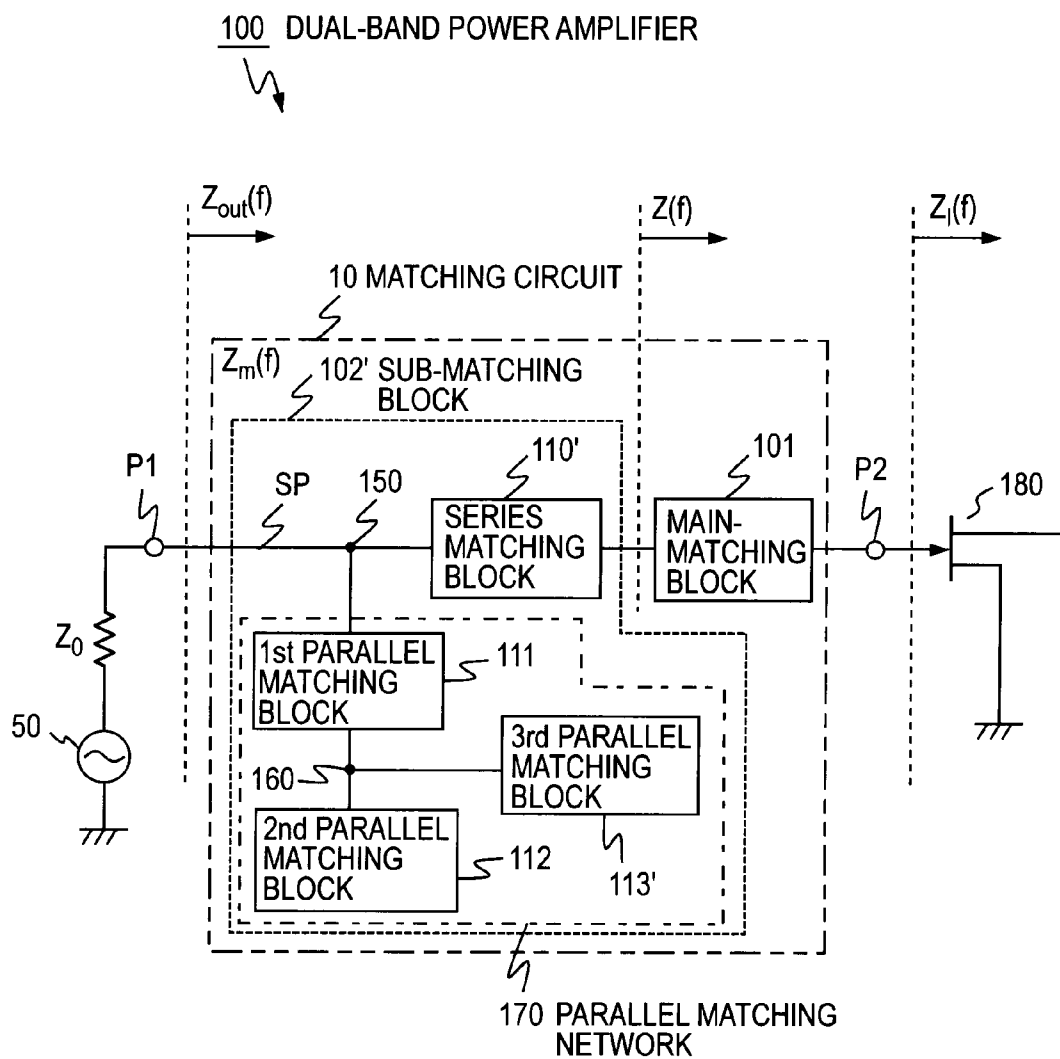 100 DUAL-BAND POWER AMPLIFIER
Zout(f)
Z(f)
Zl(f)
10 MATCHING CIRCUIT
Zm(f)
102' SUB-MATCHING
BLOCK
P1
SP
150
110'
101
P2
180
SERIES
MATCHING
BLOCK
MAIN-
MATCHING
BLOCK
Z0
1st PARALLEL
MATCHING
BLOCK
111
50
160
3rd PARALLEL
MATCHING
BLOCK
2nd PARALLEL
MATCHING
BLOCK
112
113'
170 PARALLEL MATCHING
NETWORK